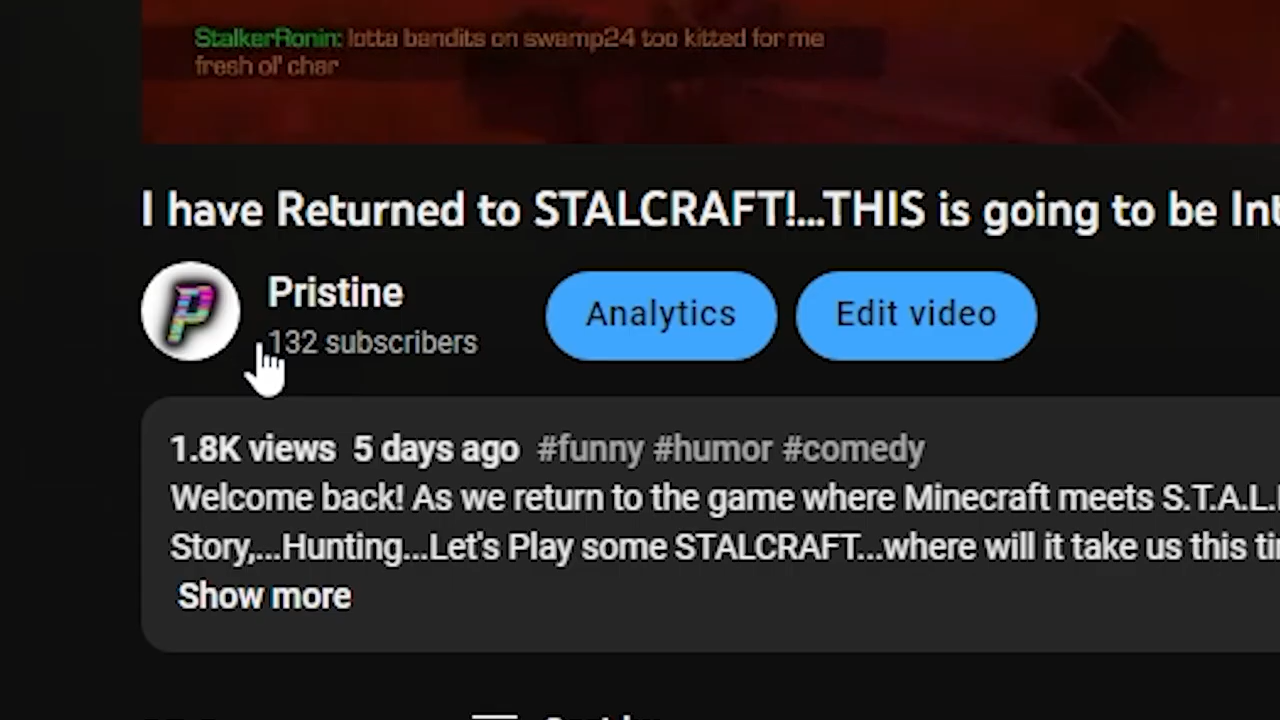 StalkerRonin: lotta bandits on swamp24 too kitted for me
fresh ol' char
I have Returned to STALCRAFT!...THIS is going to be
P
Pristine
132 subscribers
Analytics
Edit video
1.8K views 5 days ago #funny #humor #comedy
Welcome back! As we return to the game where Minecraft meets
Story,...Hunting...Let's Play some STALCRAFT...where will it take us this
Show more